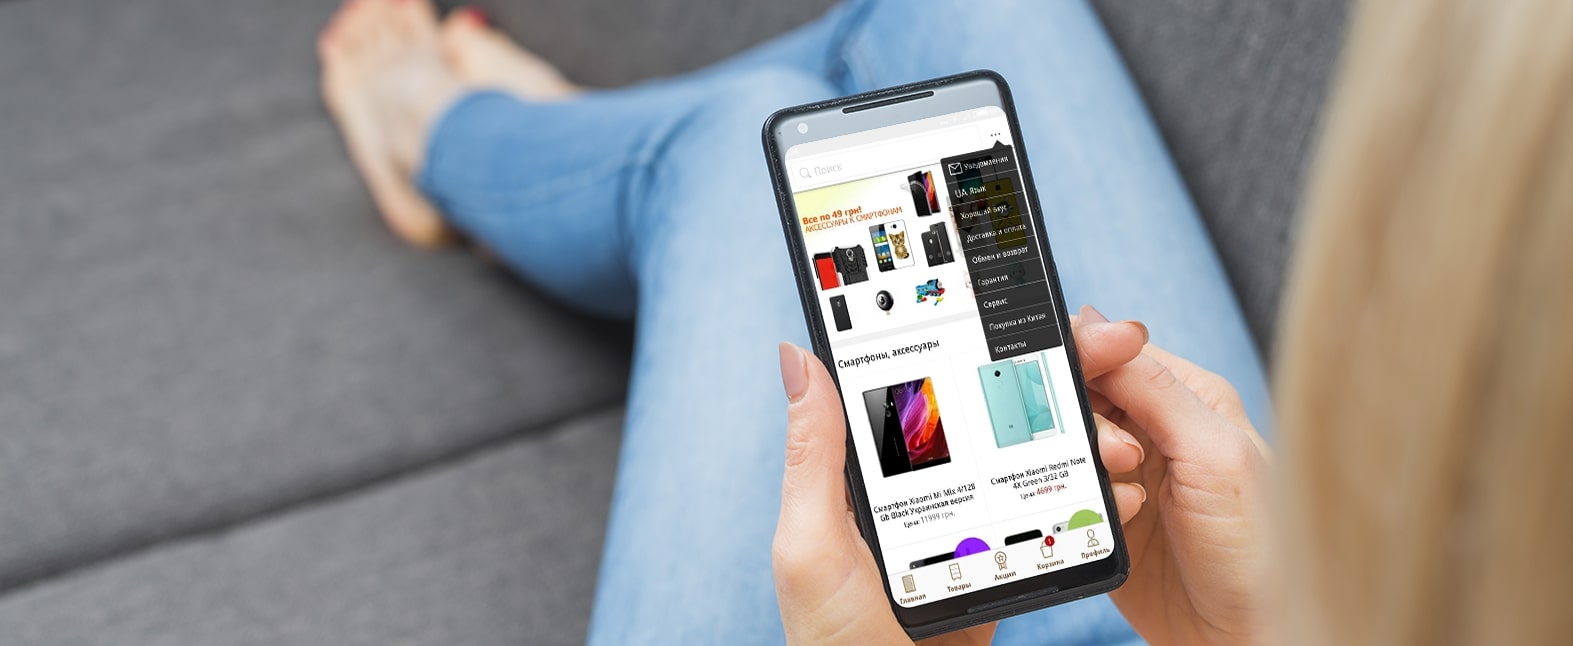 Поиск
Уведомления
UA Язык
Хороший вкус
Доставка и оплата
Обмен и возврат
Гарантия
Сервис
Покупка из Китая
Контакты
Все по 49 грн!
АКСЕССУАРЫ К СМАРТФОНАМ
Смартфоны, аксессуары
Смартфон Xiaomi Mi Mix 4/128
Gb Black Украинская версия
Цена: 11999 грн.
Смартфон Xiaomi Redmi Note
4X Green 3/32 GB
Цена: 4699 грн.
Главная
Товары
Акции
1
Корзина
Профиль